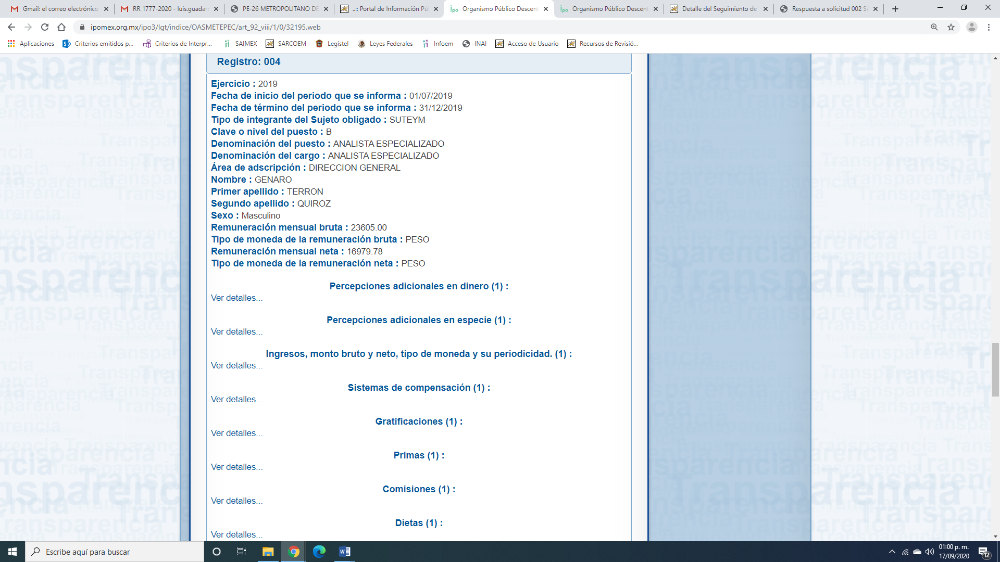 Gmail: el correo electrónico
RR 1777-2020 - luis.guadarr
PE-26 METROPOLITANO DE
..:: Portal de Información Púl
Organismo Público Descent
Organismo Público Descent
Detalle del Seguimiento de
Respuesta a solicitud 002 SA
ipomex.org.mx/ipo3/lgt/indice/OASMETEPEC/art_92_viii/1/0/32195.web
Aplicaciones
Criterios emitidos p...
Criterios de Interpr...
SAIMEX
SARCOEM
Legistel
Leyes Federales
Infoem
INAI
Acceso de Usuario
Recursos de Revisió...
Registro: 004
Ejercicio : 2019
Fecha de inicio del periodo que se informa : 01/07/2019
Fecha de término del periodo que se informa : 31/12/2019
Tipo de integrante del Sujeto obligado : SUTEYM
Clave o nivel del puesto : B
Denominación del puesto : ANALISTA ESPECIALIZADO
Denominación del cargo : ANALISTA ESPECIALIZADO
Área de adscripción : DIRECCION GENERAL
Nombre : GENARO
Primer apellido : TERRON
Segundo apellido : QUIROZ
Sexo : Masculino
Remuneración mensual bruta : 23605.00
Tipo de moneda de la remuneración bruta : PESO
Remuneración mensual neta : 16979.78
Tipo de moneda de la remuneración neta : PESO
Percepciones adicionales en dinero (1) :
Ver detalles...
Percepciones adicionales en especie (1) :
Ver detalles...
Ingresos, monto bruto y neto, tipo de moneda y su periodicidad. (1) :
Ver detalles...
Sistemas de compensación (1) :
Ver detalles...
Gratificaciones (1) :
Ver detalles...
Primas (1) :
Ver detalles...
Comisiones (1) :
Ver detalles...
Dietas (1) :
Ver detalles...
Escribe aquí para buscar
01:00 p. m.
17/09/2020
12